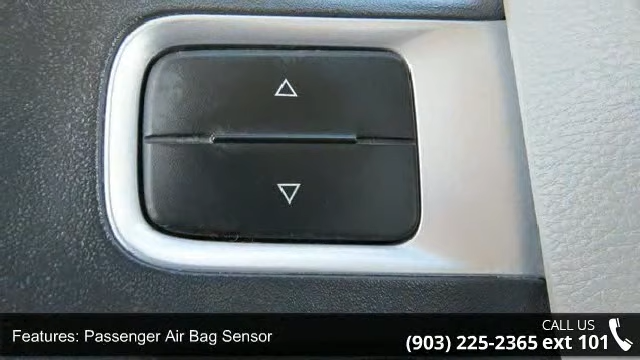 CALL US
Features: Passenger Air Bag Sensor
(903) 225-2365 ext 101